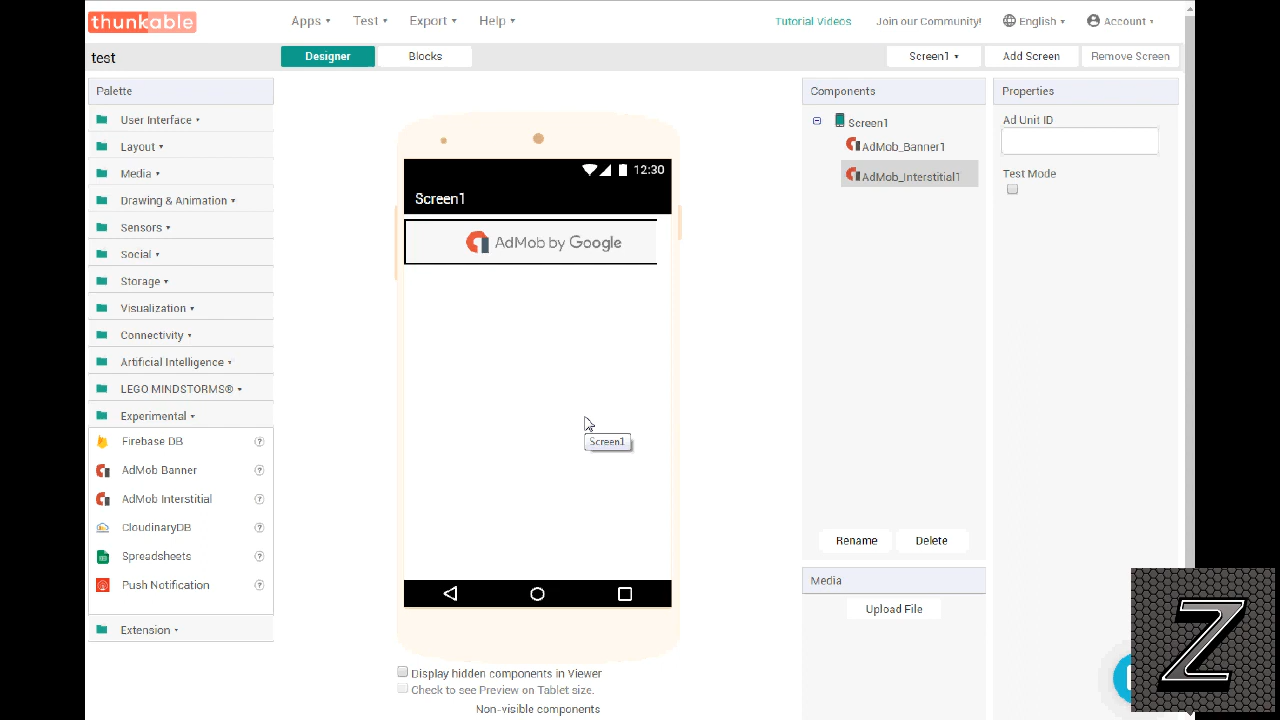 thunkable
Apps
Test
Export
Help
Tutorial Videos
Join our Community!
English
Account
test
Designer
Blocks
Screen1
Add Screen
Remove Screen
Palette
User Interface
Layout
Media
Drawing & Animation
Sensors
Social
Storage
Visualization
Connectivity
Artificial Intelligence
LEGO MINDSTORMS®
Experimental
Firebase DB
AdMob Banner
AdMob Interstitial
CloudinaryDB
Spreadsheets
Push Notification
Extension
12:30
Screen1
AdMob by Google
Screen1
Display hidden components in Viewer
Check to see Preview on Tablet size.
Non-visible components
Components
Screen1
AdMob_Banner1
AdMob_Interstitial1
Rename
Delete
Media
Upload File
Properties
Ad Unit ID
Test Mode
Z